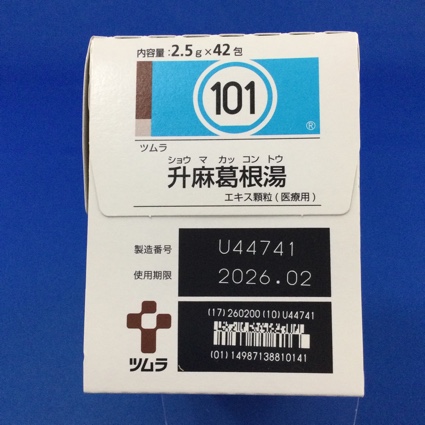 内容量:2.5g×42包
101
®
ツムラ
ショウ マ カッ コン トウ
升麻葛根湯
エキス顆粒(医療用)
製造番号 U44741
使用期限 2026.02
(17)260200(10)U44741
(01)14987138810141
ツムラ